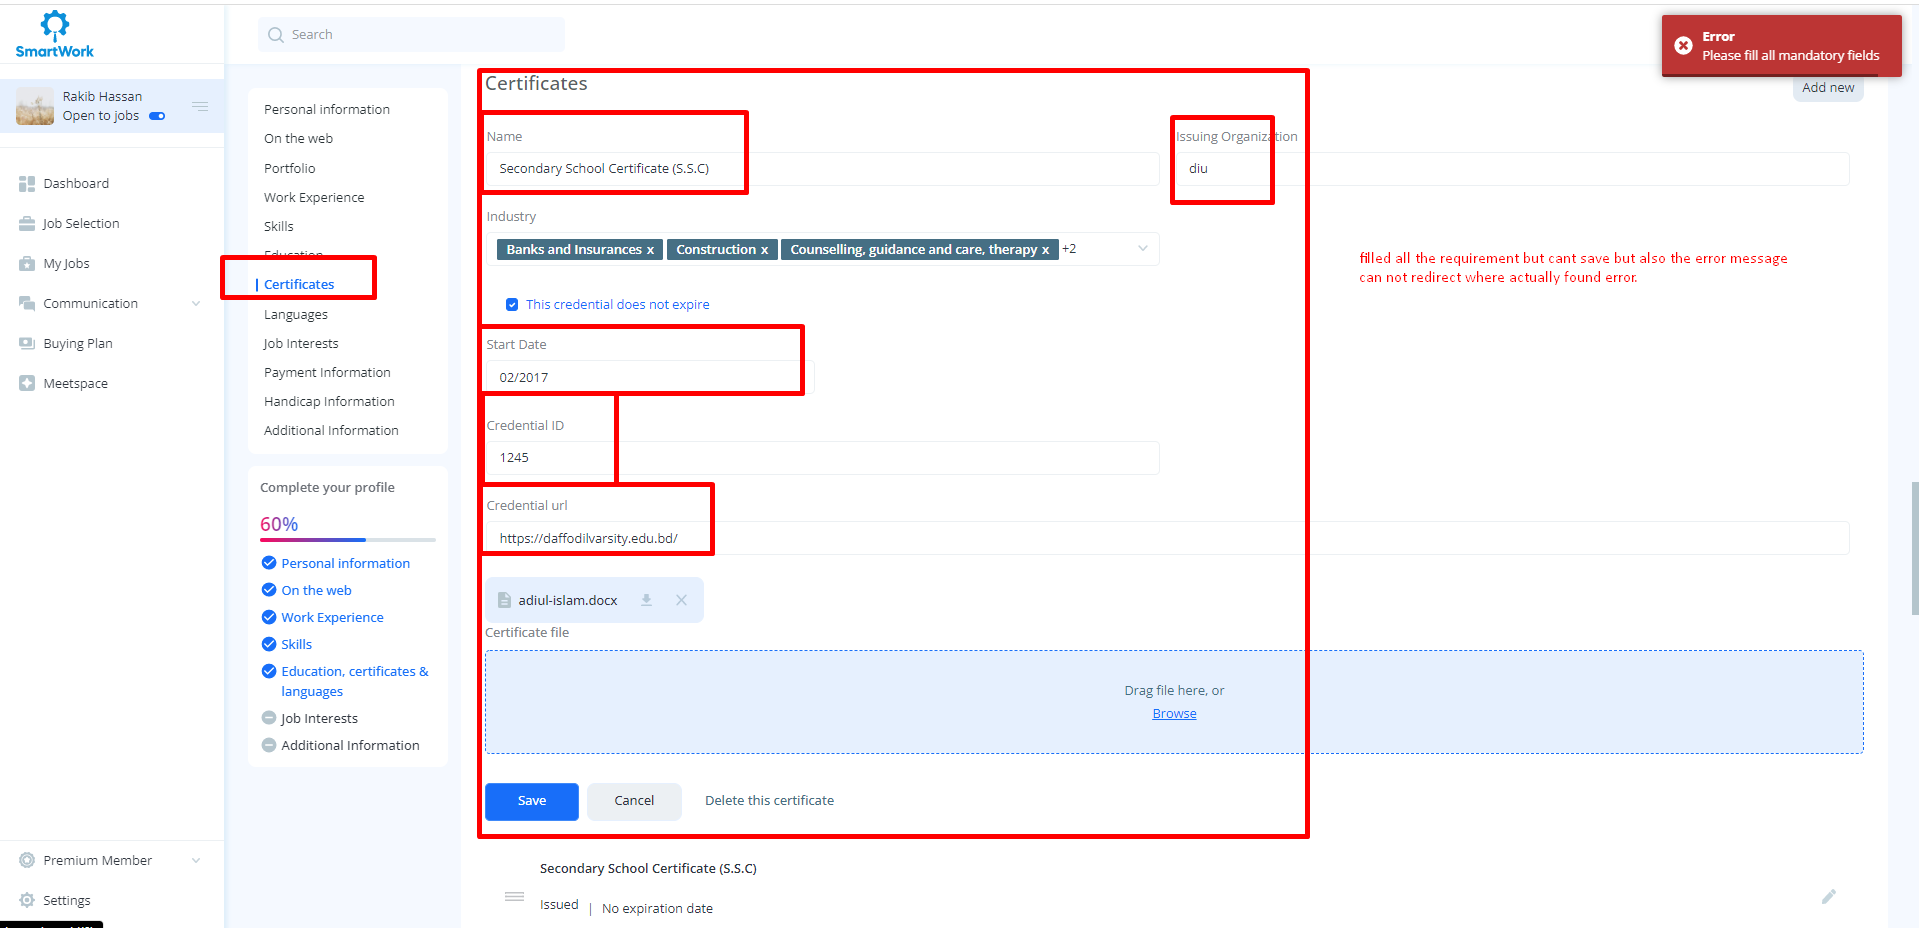 SmartWork
Search
Error
Please fill all mandatory fields
Rakib Hassan
Open to jobs
Dashboard
Job Selection
My Jobs
Communication
Buying Plan
Meetspace
Premium Member
Settings
Personal information
On the web
Portfolio
Work Experience
Skills
Education
Certificates
Languages
Job Interests
Payment Information
Handicap Information
Additional Information
Complete your profile
60%
Personal information
On the web
Work Experience
Skills
Education, certificates &
languages
Job Interests
Additional Information
Certificates
Add new
Name
Issuing Organization
Secondary School Certificate (S.S.C)
diu
Industry
Banks and Insurances x Construction x Counselling, guidance and care, therapy x +2
filled all the requirement but cant save but also the error message
can not redirect where actually found error.
This credential does not expire
Start Date
02/2017
Credential ID
1245
Credential url
https://daffodilvarsity.edu.bd/
adiul-islam.docx
Certificate file
Drag file here, or
Browse
Save Cancel Delete this certificate
Secondary School Certificate (S.S.C)
Issued | No expiration date